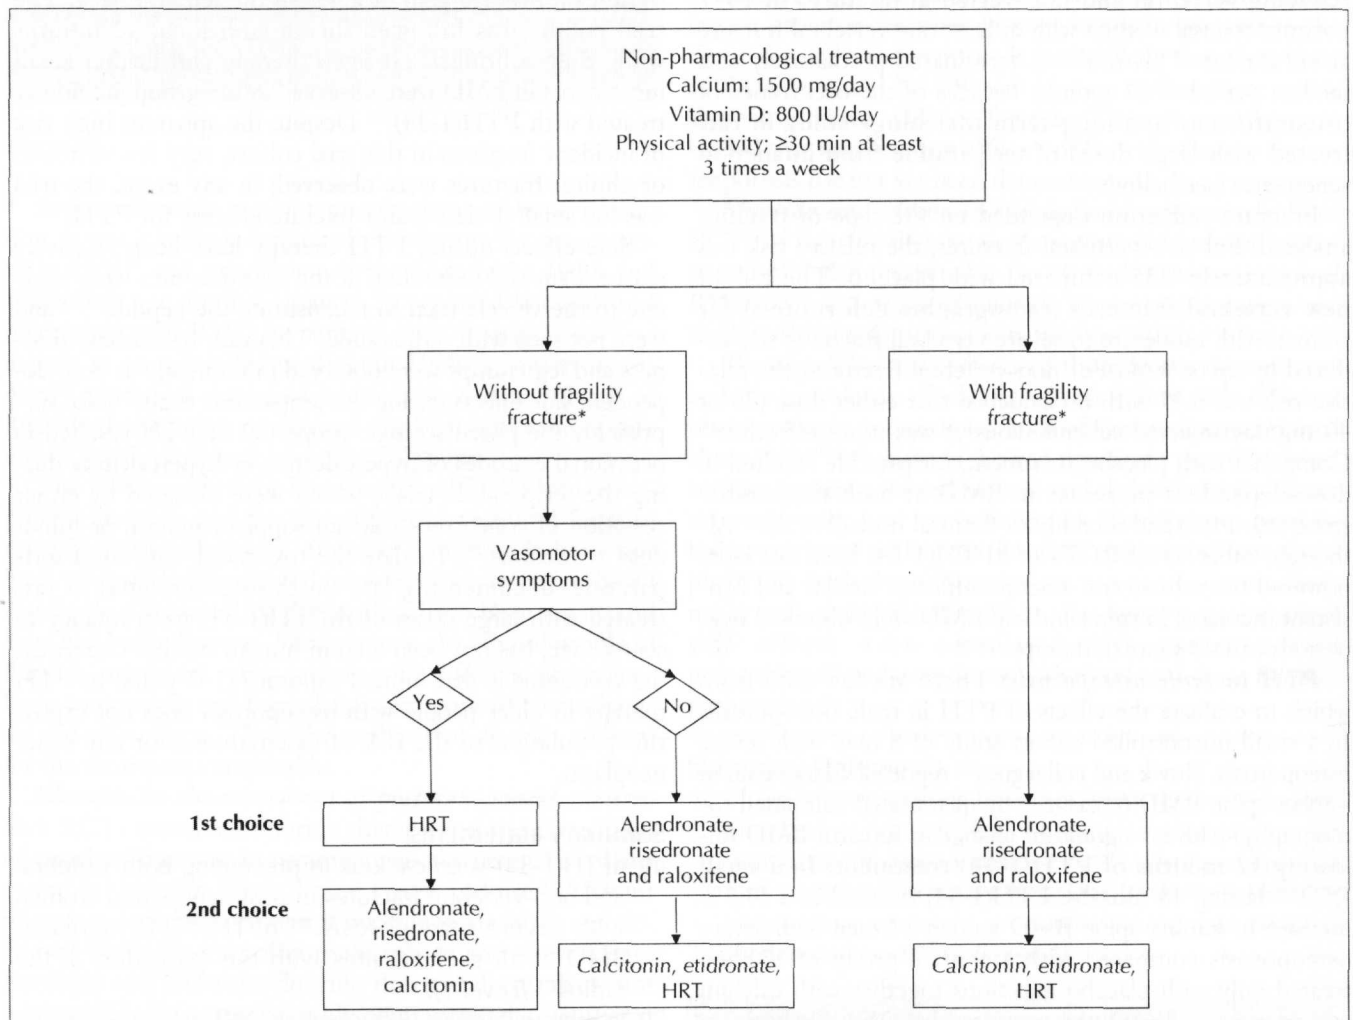 Non-pharmacological treatment
Calcium: 1500 mg/day
Vitamin D: 800 IU/day
Physical activity; ≥30 min at least
3 times a week
Without fragility
fracture*
With fragility
fracture*
Vasomotor
symptoms
Yes
No
1st choice
HRT
Alendronate,
risedronate
and raloxifene
Alendronate,
risedronate
and raloxifene
2nd choice
Alendronate,
risedronate,
raloxifene,
calcitonin
Calcitonin, etidronate,
HRT
Calcitonin, etidronate,
HRT